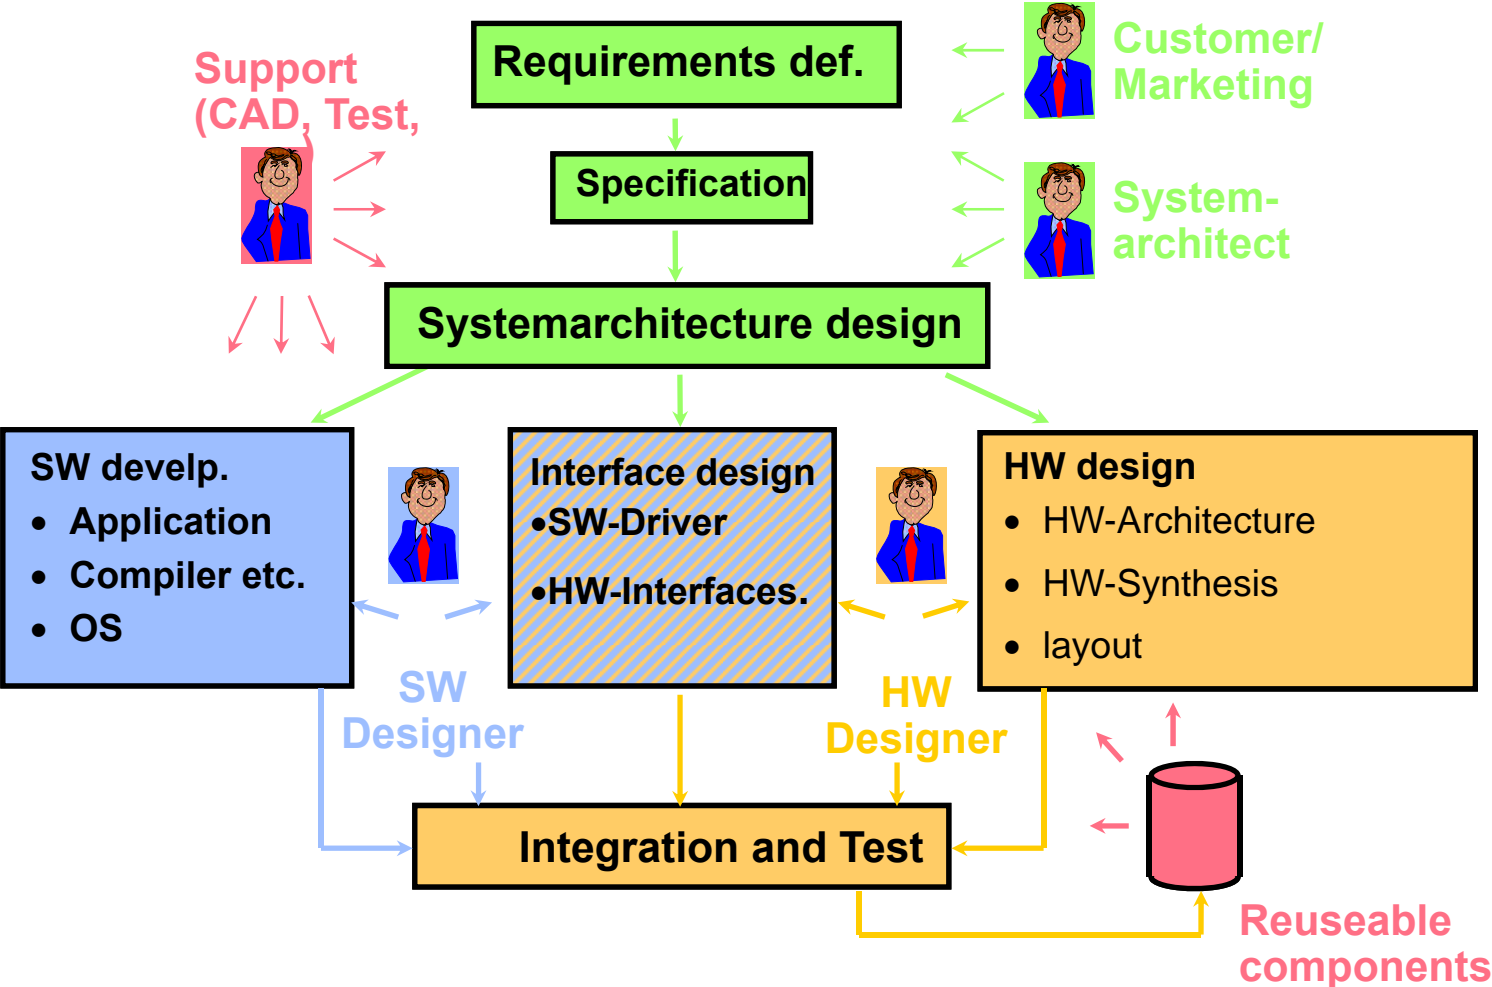 Requirements def.
Customer/
Marketing
Support
(CAD, Test,
)
Specification
System-
architect
Systemarchitecture design
SW develp.
• Application
• Compiler etc.
• OS
Interface design
•SW-Driver
•HW-Interfaces.
HW design
• HW-Architecture
• HW-Synthesis
• layout
SW
Designer
HW
Designer
Integration and Test
Reuseable
components